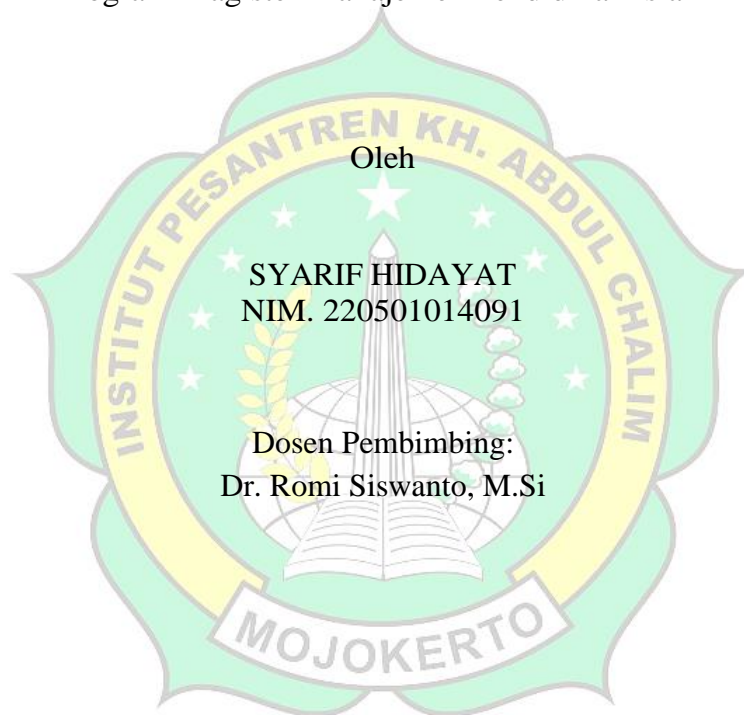 Oleh
INSTITUT PESANTREN KH. ABDUL CHALIM
SYARIF HIDAYAT
NIM. 220501014091
Dosen Pembimbing:
Dr. Romi Siswanto, M.Si
MOJOKERTO